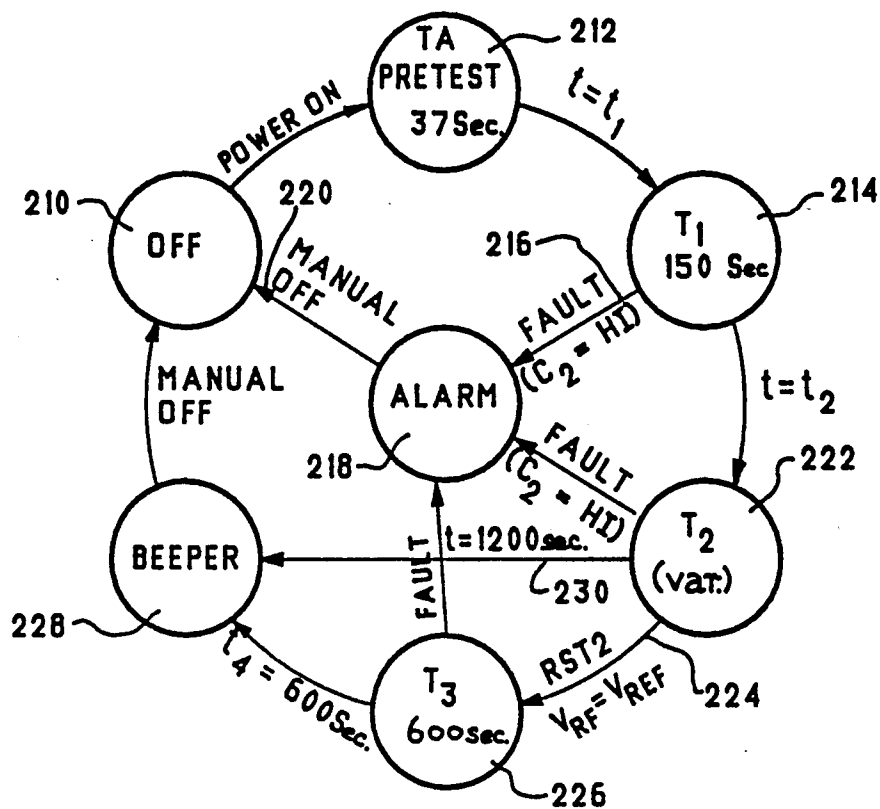 212
TA
PRETEST
37Sec.
t=t₁
POWER ON
210
OFF
220
MANUAL
OFF
216
214
T₁
150 Sec
FAULT
(C₂ = HI)
t=t₂
MANUAL
OFF
ALARM
218
FAULT
(C₂ = HI)
222
T₂
(var.)
BEEPER
228
t=1200sec.
230
FAULT
RST2
V_RF=V_REF
224
t₄ = 600Sec.
T₃
600sec.
226